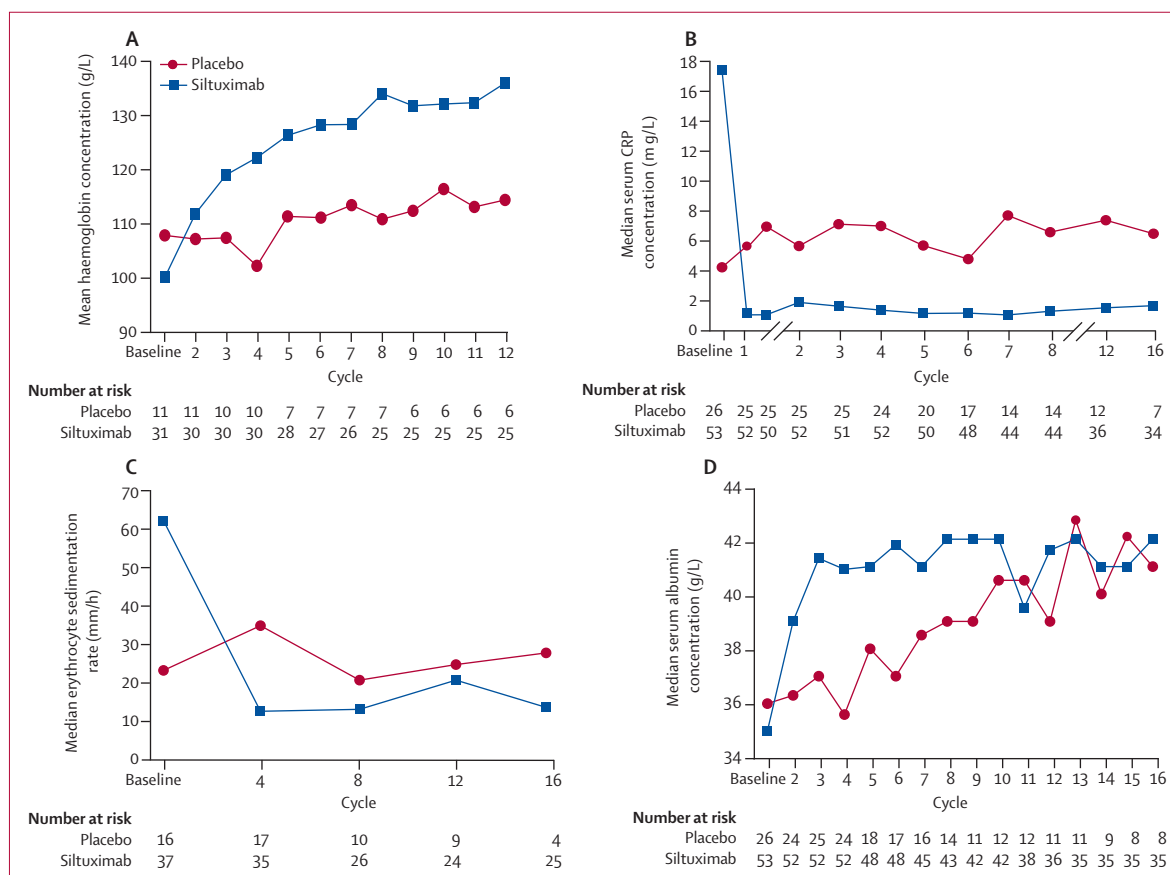 A
Mean haemoglobin concentration (g/L)
140
130
120
110
100
90
Placebo
Siltuximab
Baseline 2 3 4 5 6 7 8 9 10 11 12
Cycle
Number at risk
Placebo 11 11 10 10 7 7 7 7 6 6 6 6
Siltuximab 31 30 30 30 28 27 26 25 25 25 25 25
B
Median serum CRP
concentration (mg/L)
18
16
14
12
10
8
6
4
2
0
Baseline 1 2 3 4 5 6 7 8 12 16
Cycle
Number at risk
Placebo 26 25 25 25 25 24 20 17 14 14 12 7
Siltuximab 53 52 50 52 51 52 50 48 44 44 36 34
C
Median erythrocyte sedimentation
rate (mm/h)
70
60
50
40
30
20
10
0
Baseline 4 8 12 16
Cycle
Number at risk
Placebo 16 17 10 9 4
Siltuximab 37 35 26 24 25
D
Median serum albumin
concentration (g/L)
44
42
40
38
36
34
Baseline 2 3 4 5 6 7 8 9 10 11 12 13 14 15 16
Cycle
Number at risk
Placebo 26 24 25 24 18 17 16 14 11 12 12 11 11 9 8 8
Siltuximab 53 52 52 52 48 48 45 43 42 42 38 36 35 35 35 35